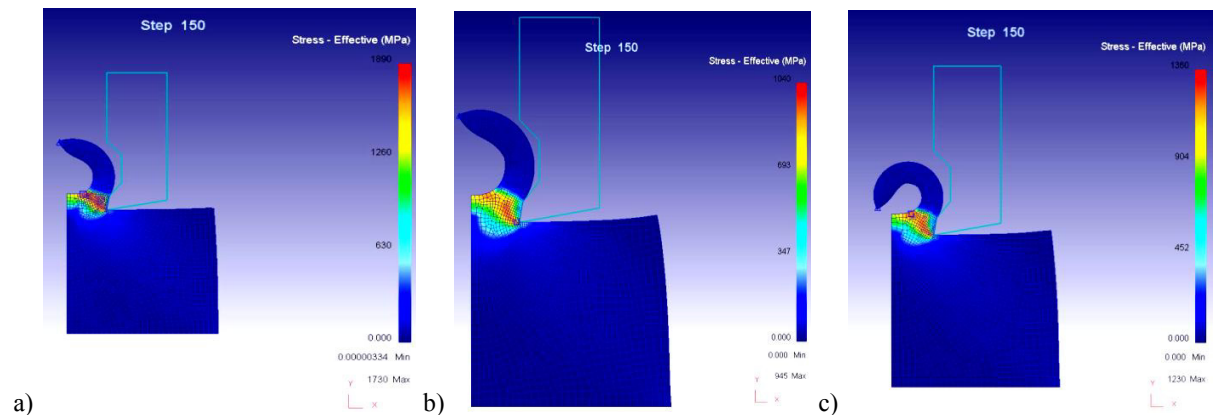 Step 150
Stress - Effective (MPa)
1890
1260
630
0.000
0.00000334 Min
1730 Max
Y
X
a)
Step 150
Stress - Effective (MPa)
1040
693
347
0.000
0.000 Min
945 Max
Y
X
b)
Step 150
Stress - Effective (MPa)
1360
904
452
0.000
0.000 Min
1230 Max
Y
X
c)